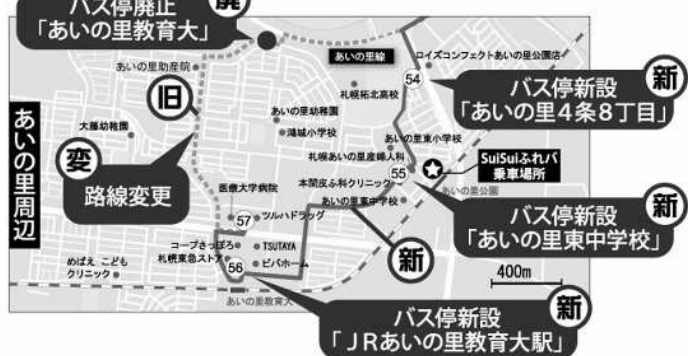 バス停廃止
「あいの里教育大」
廃
あいの里線
ロイズコンフェクトあいの里公園店
あいの里助産院
54
新
バス停新設
「あいの里4条8丁目」
札幌拓北高校
旧
あいの里幼稚園
鴻城小学校
大藤幼稚園
あいの里東小学校
あいの里周辺
変
路線変更
札幌あいの里産婦人科
SuiSuiふれバ
乗車場所
55
本間皮ふ科クリニック
あいの里公園
医療大学病院
あいの里東中学校
新
バス停新設
「あいの里東中学校」
57
ツルハドラッグ
コープさっぽろ
TSUTAYA
新
札幌東急ストア
ビバホーム
めばえ こども
クリニック
56
400m
あいの里教育大
新
バス停新設
「JRあいの里教育大駅」